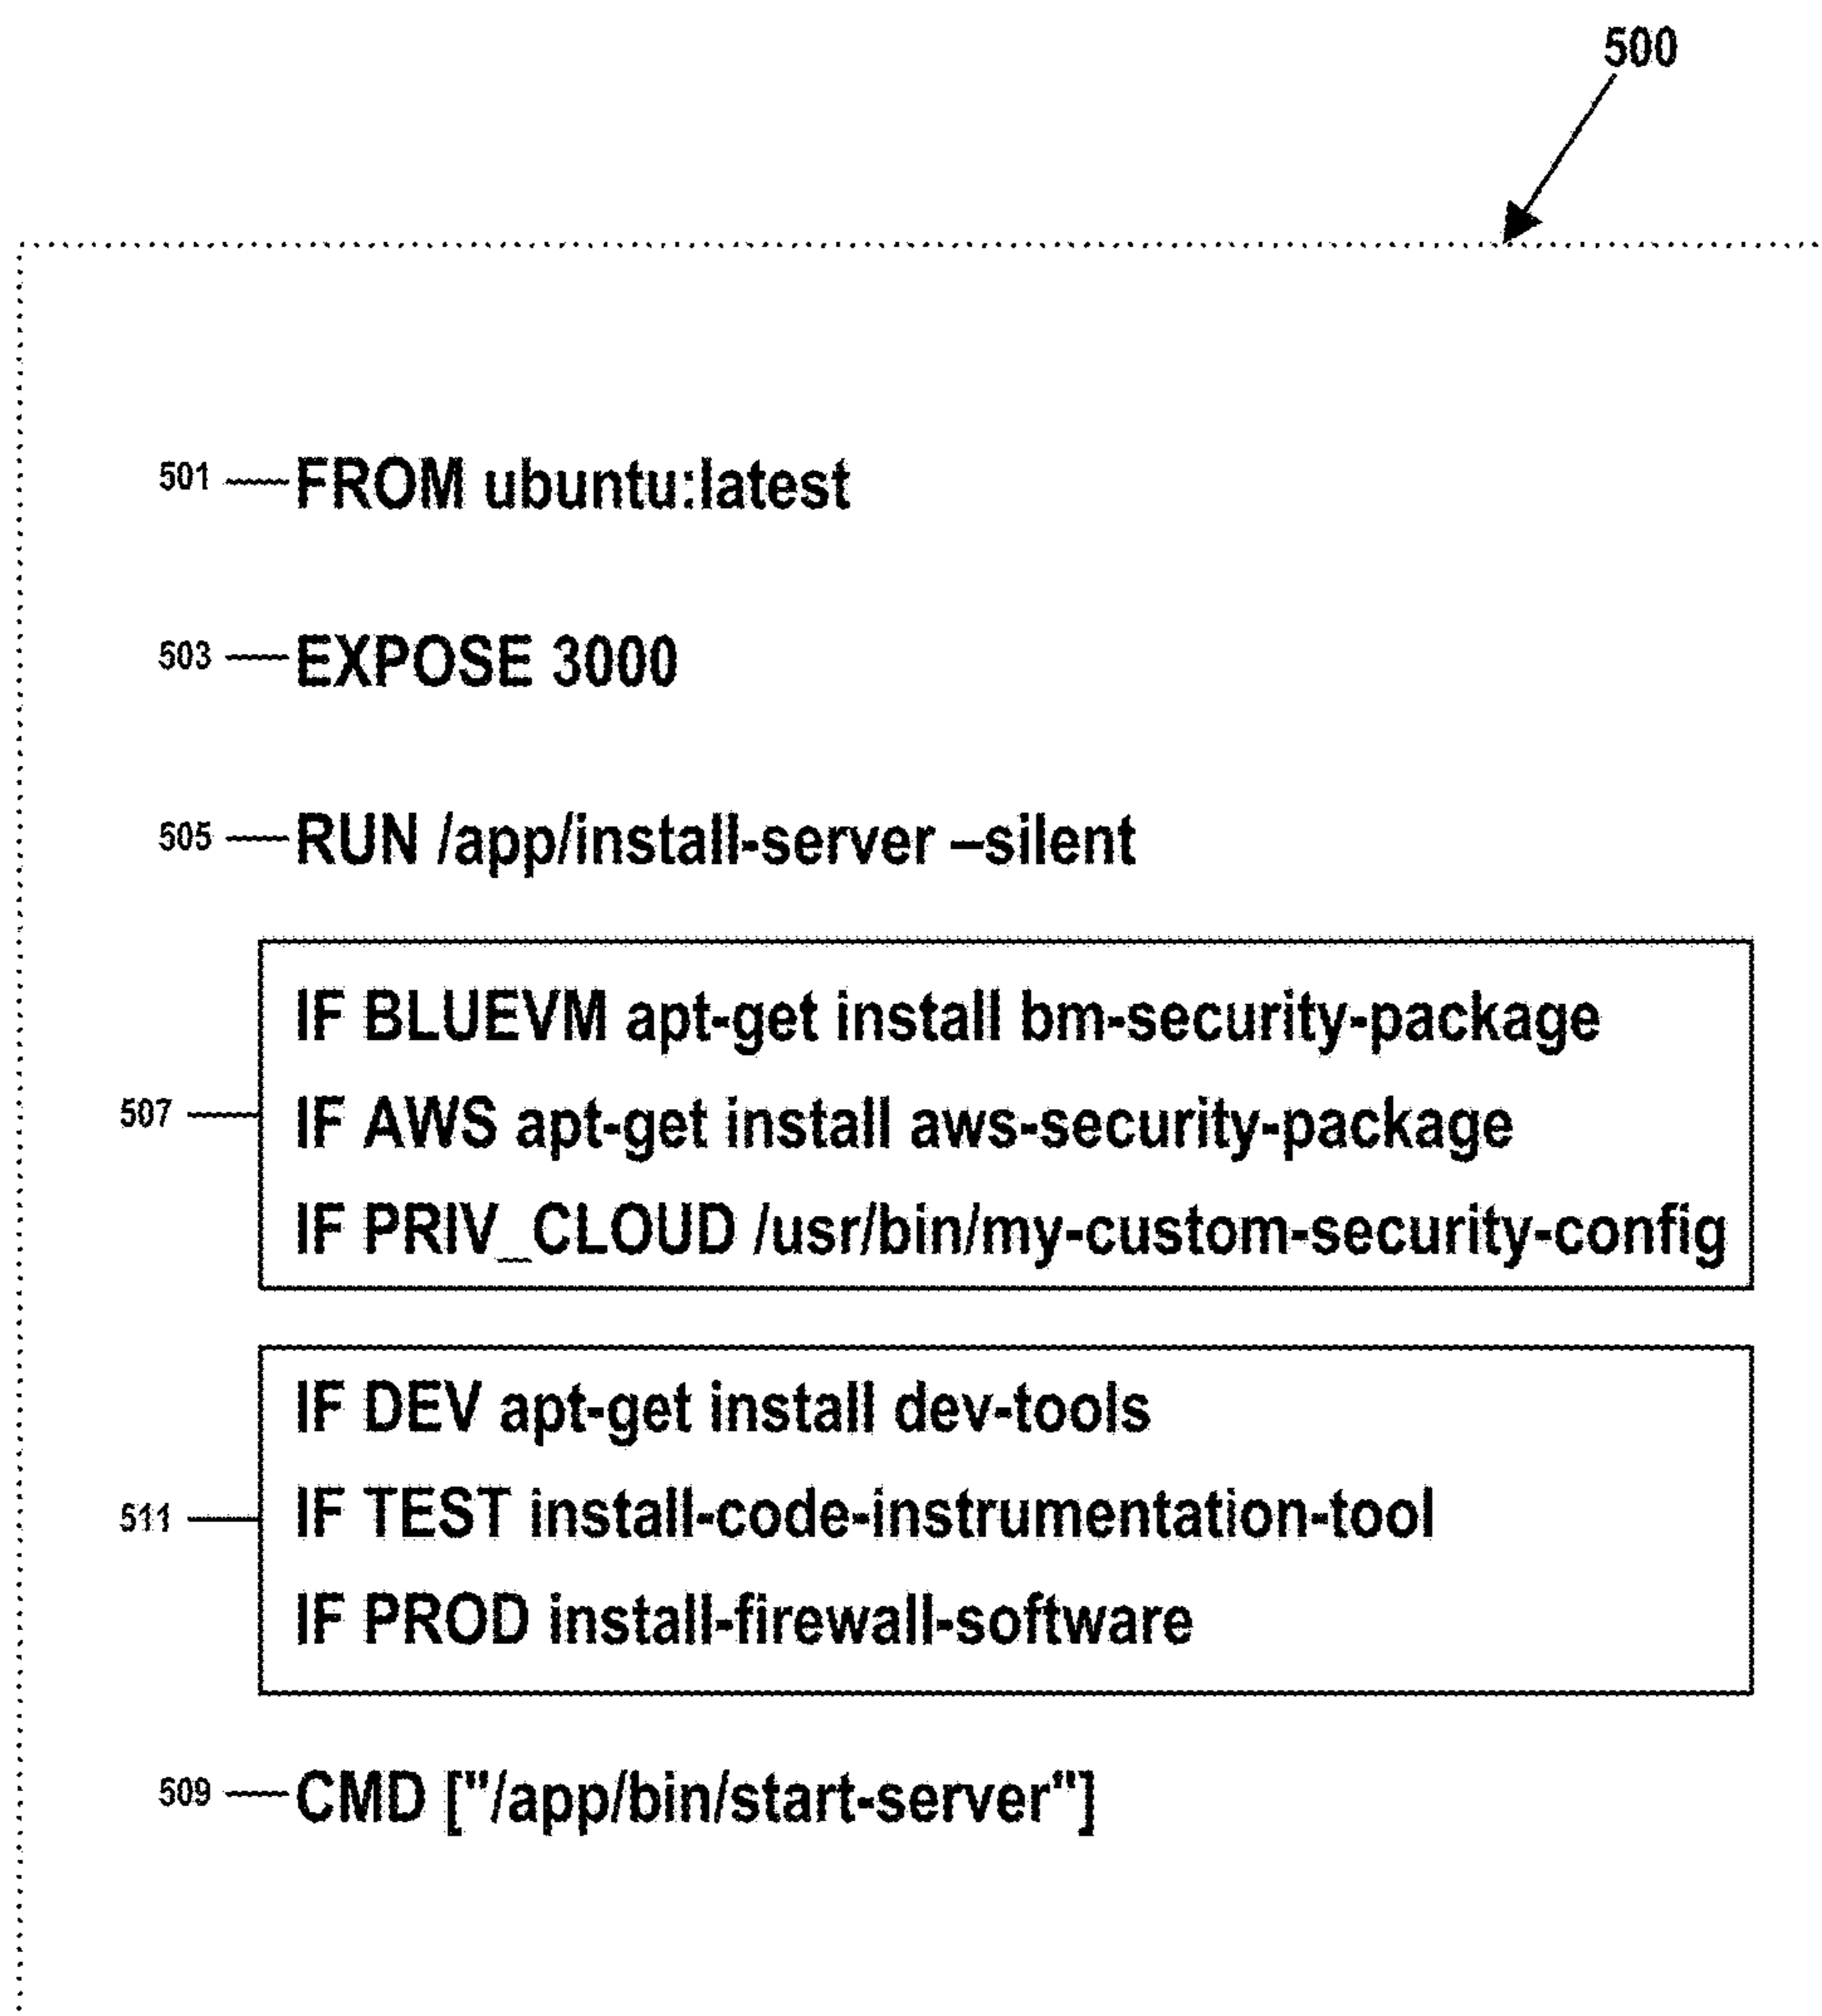 500
501 FROM ubuntu:latest
503 EXPOSE 3000
505 RUN /app/install-server –silent
IF BLUEVM apt-get install bm-security-package
507 IF AWS apt-get install aws-security-package
IF PRIV_CLOUD /usr/bin/my-custom-security-config
IF DEV apt-get install dev-tools
511 IF TEST install-code-instrumentation-tool
IF PROD install-firewall-software
509 CMD ["/app/bin/start-server"]